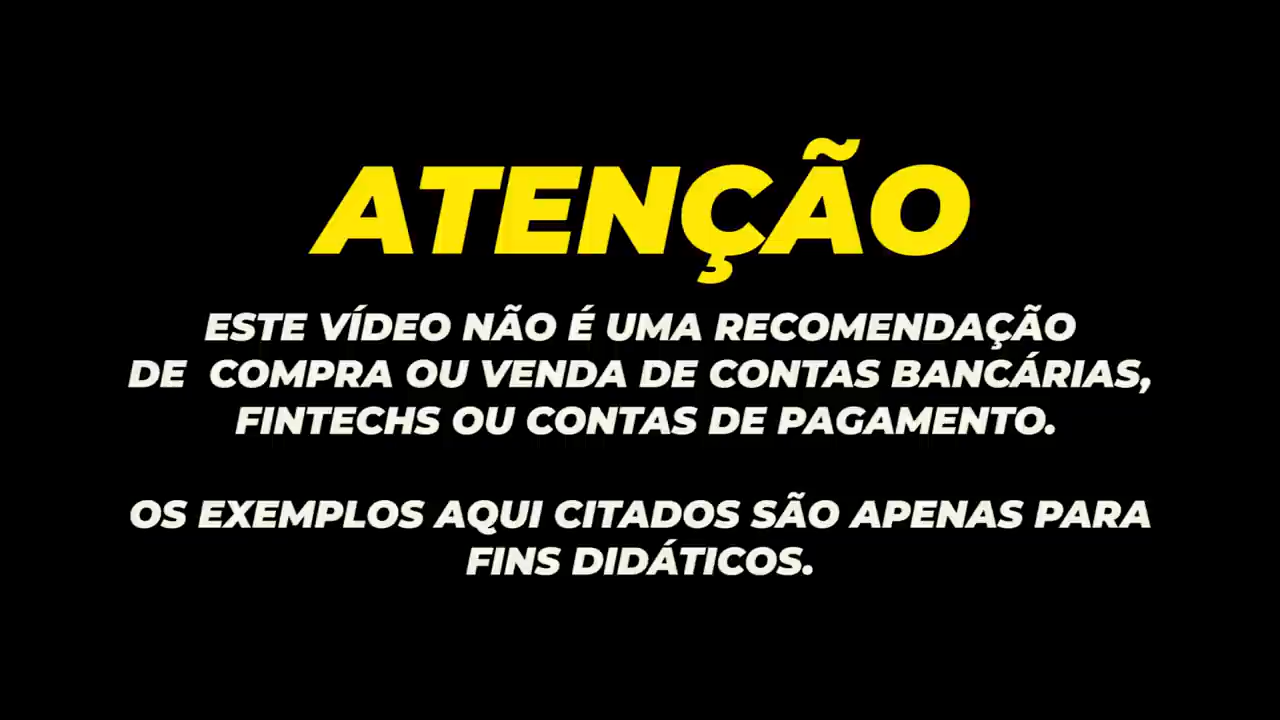 ATENÇÃO
ESTE VÍDEO NÃO É UMA RECOMENDAÇÃO
DE COMPRA OU VENDA DE CONTAS BANCÁRIAS,
FINTECHS OU CONTAS DE PAGAMENTO.
OS EXEMPLOS AQUI CITADOS SÃO APENAS PARA
FINS DIDÁTICOS.